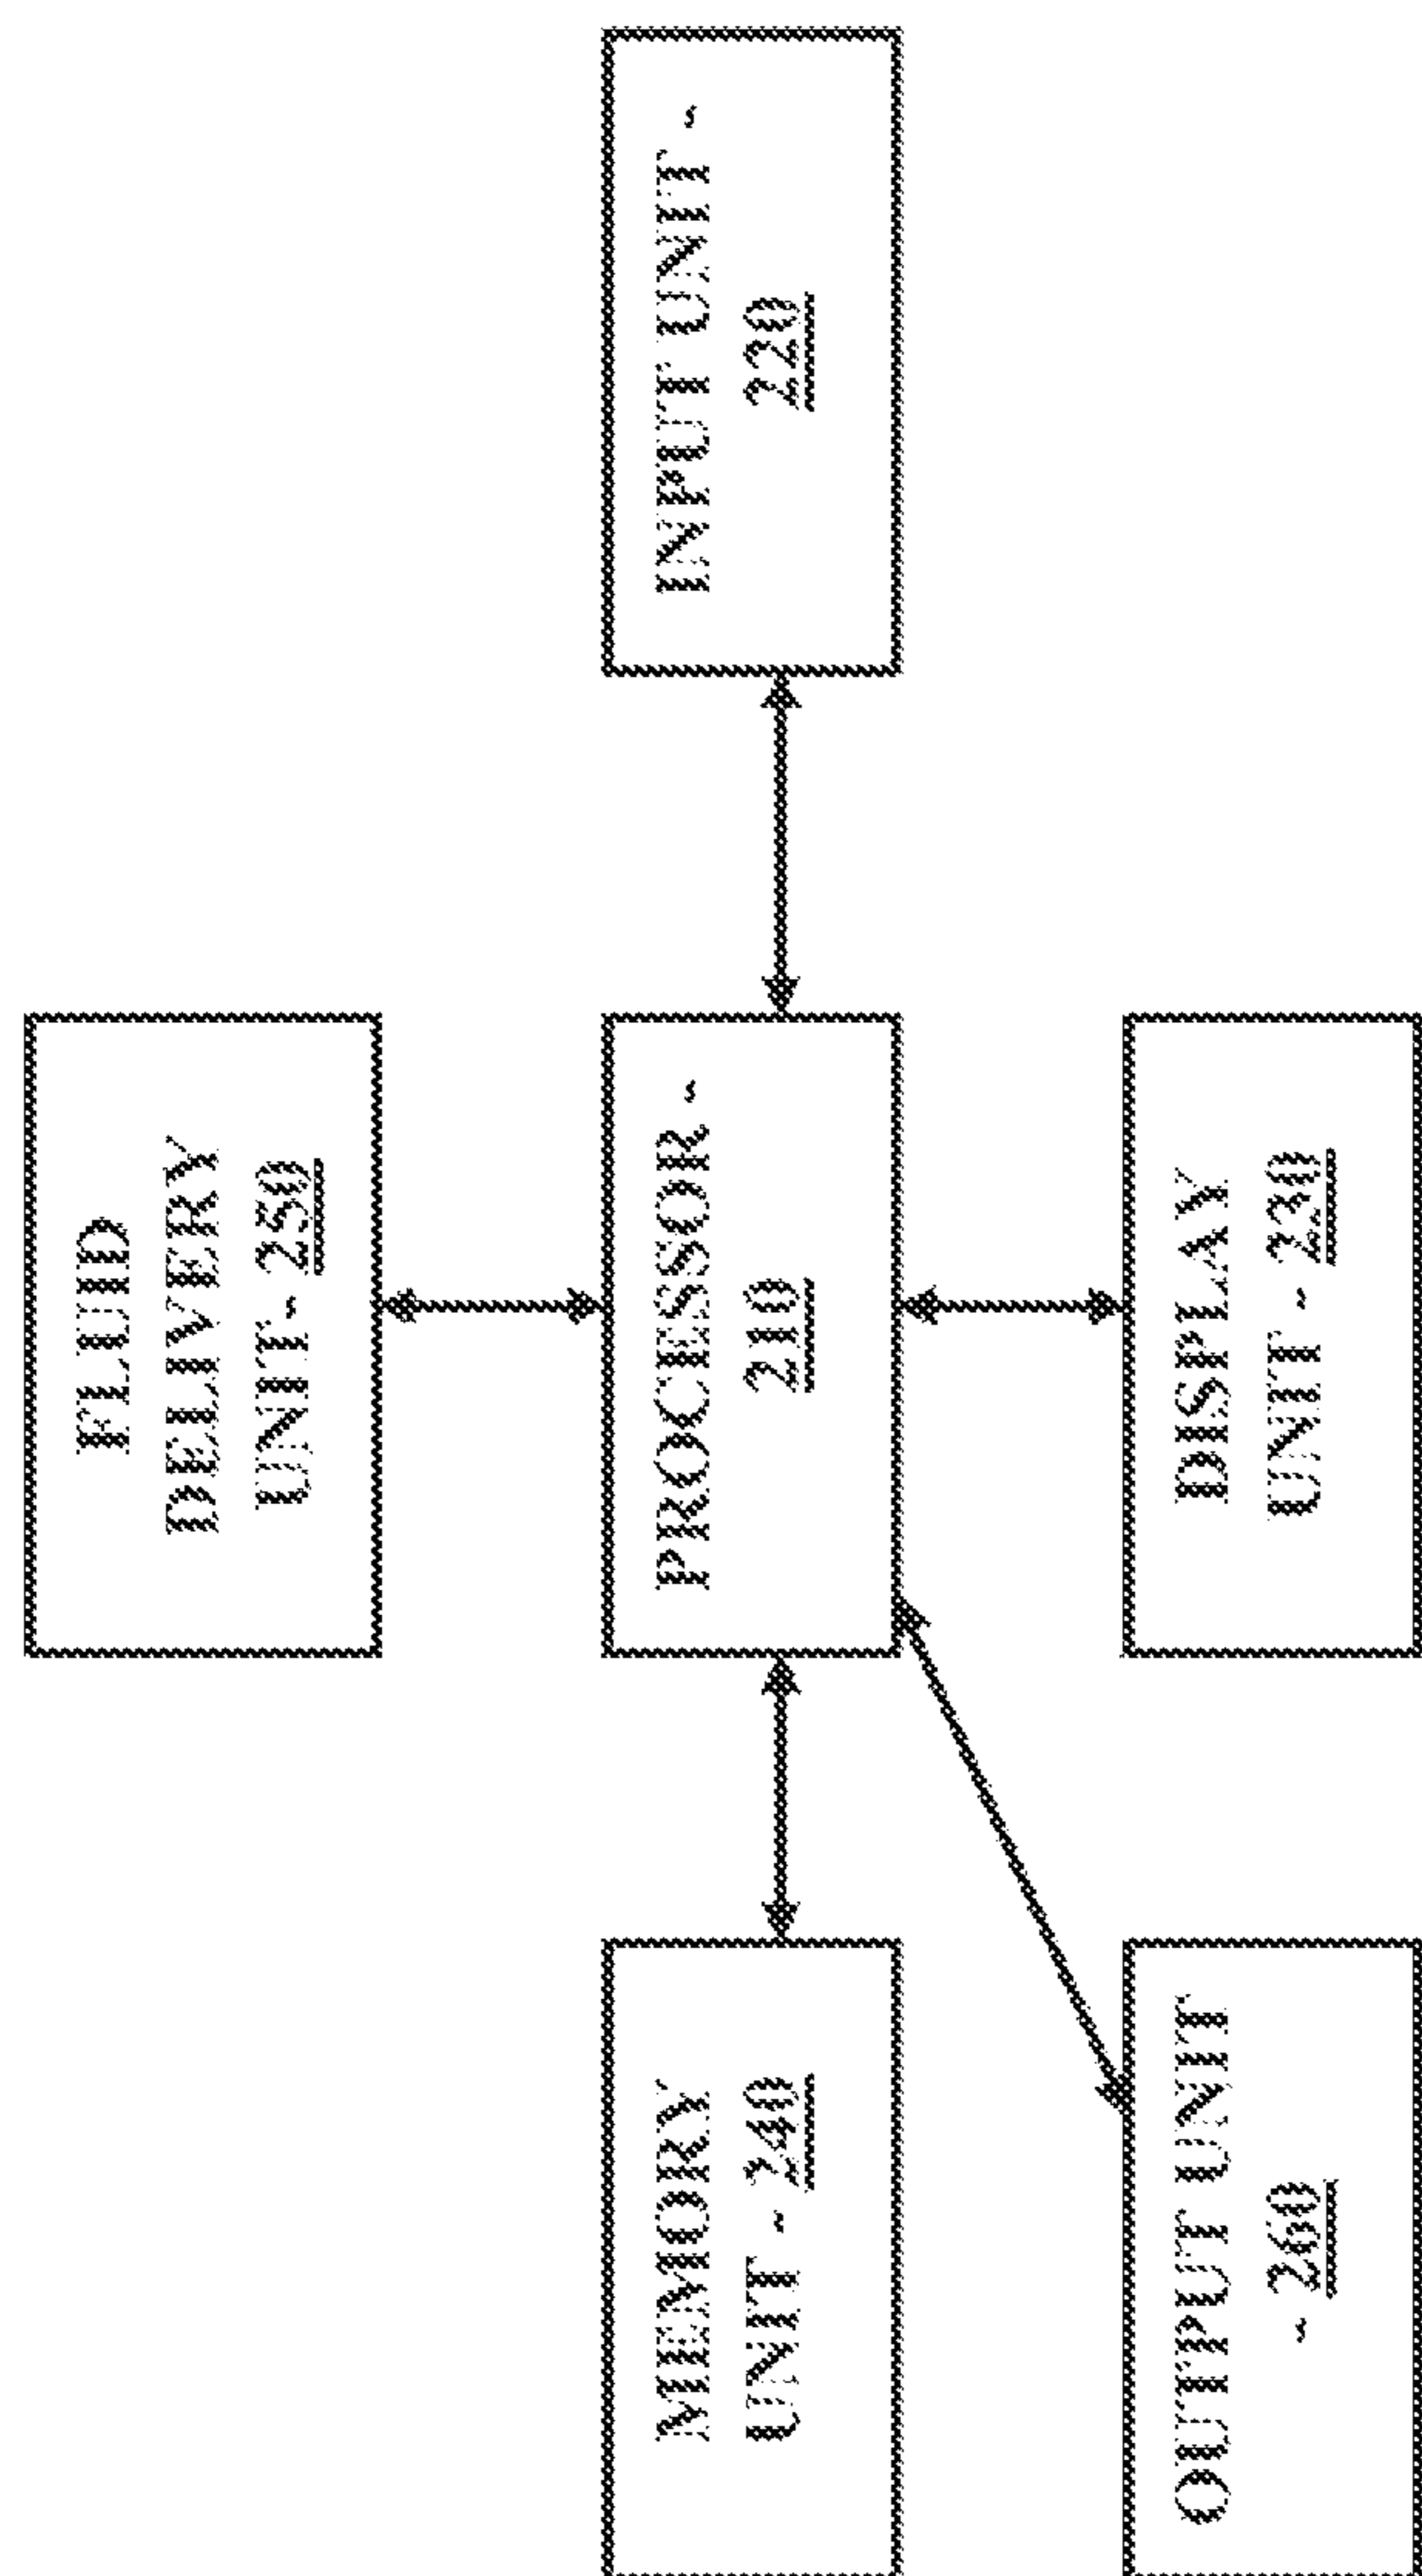 FLUID
DELIVERY
UNIT- 250
MEMORY
UNIT - 240
PROCESSOR -
210
INPUT UNIT -
220
OUTPUT UNIT
- 260
DISPLAY
UNIT - 230